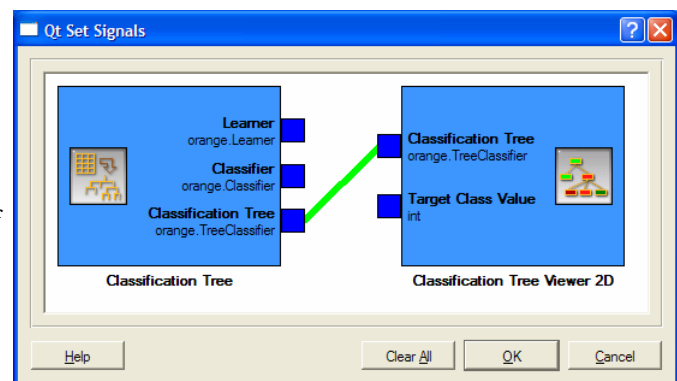 Qt Set Signals
Learner
orange.Learner
Classifier
orange.Classifier
Classification Tree
orange.TreeClassifier
Classification Tree
Classification Tree
orange.TreeClassifier
Target Class Value
int
Classification Tree Viewer 2D
Help
Clear All
OK
Cancel